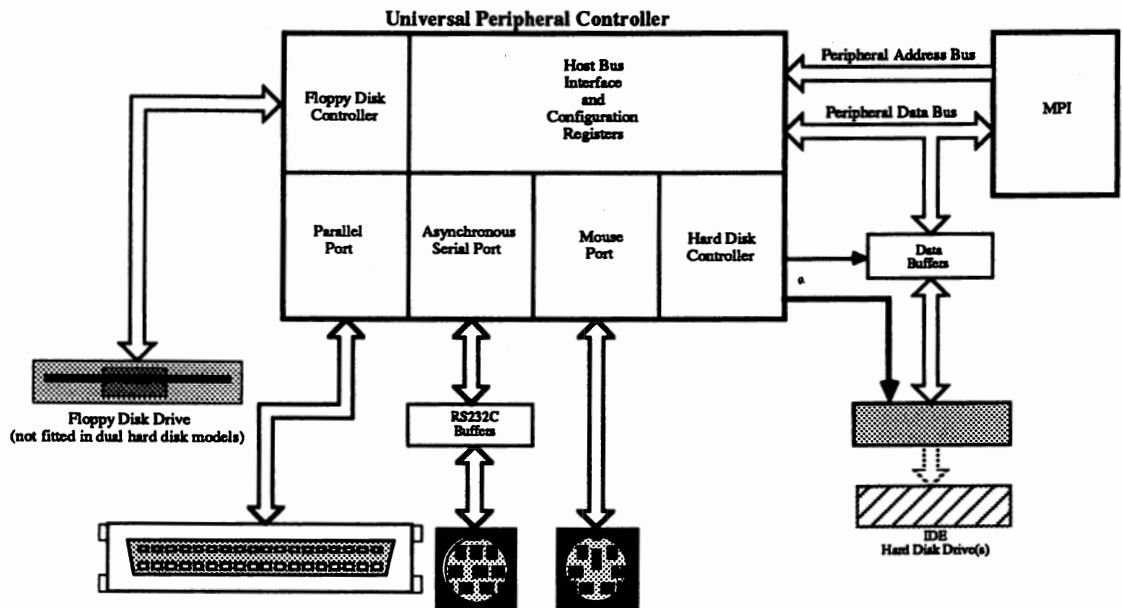 Universal Peripheral Controller
Floppy Disk
Controller
Host Bus
Interface
and
Configuration
Registers
Peripheral Address Bus
Peripheral Data Bus
MPI
Parallel
Port
Asynchronous
Serial Port
Mouse
Port
Hard Disk
Controller
Data
Buffers
Floppy Disk Drive
(not fitted in dual hard disk models)
RS232C
Buffers
IDE
Hard Disk Drive(s)